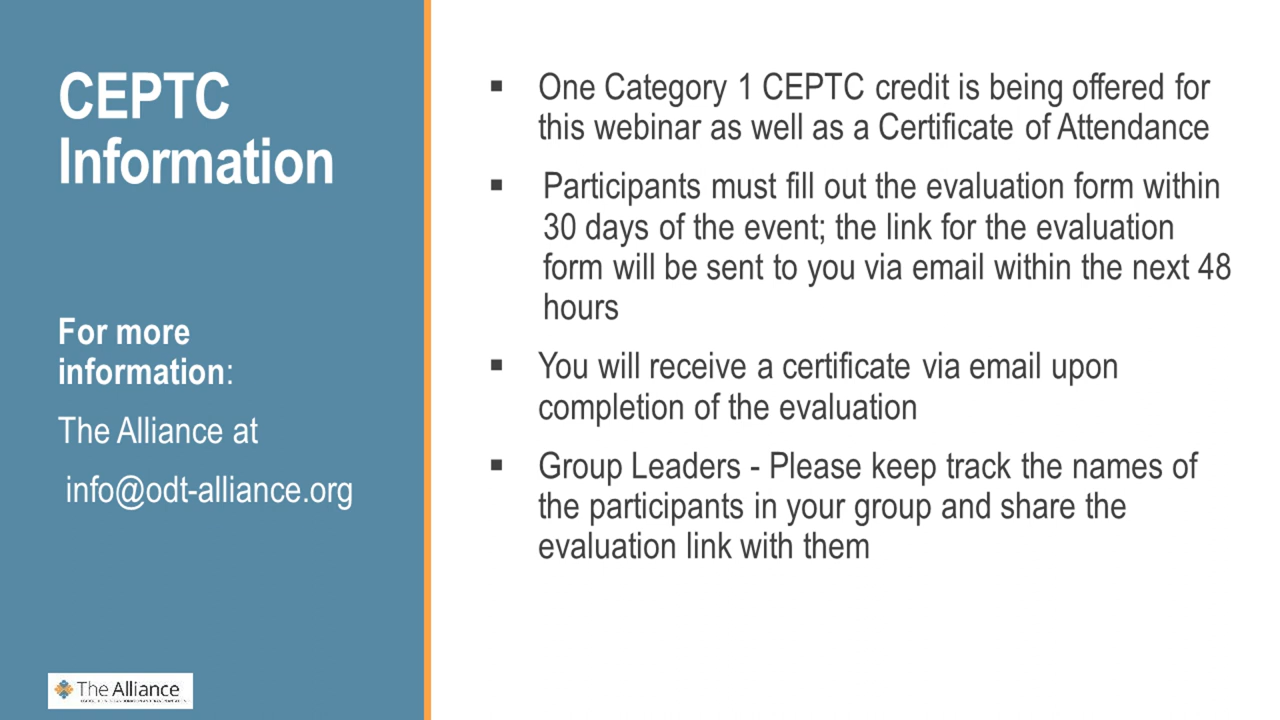 CEPTC
Information
For more
information:
The Alliance at
info@odt-alliance.org
▪ One Category 1 CEPTC credit is being offered for
this webinar as well as a Certificate of Attendance
▪ Participants must fill out the evaluation form within
30 days of the event; the link for the evaluation
form will be sent to you via email within the next 48
hours
▪ You will receive a certificate via email upon
completion of the evaluation
▪ Group Leaders - Please keep track the names of
the participants in your group and share the
evaluation link with them
The Alliance